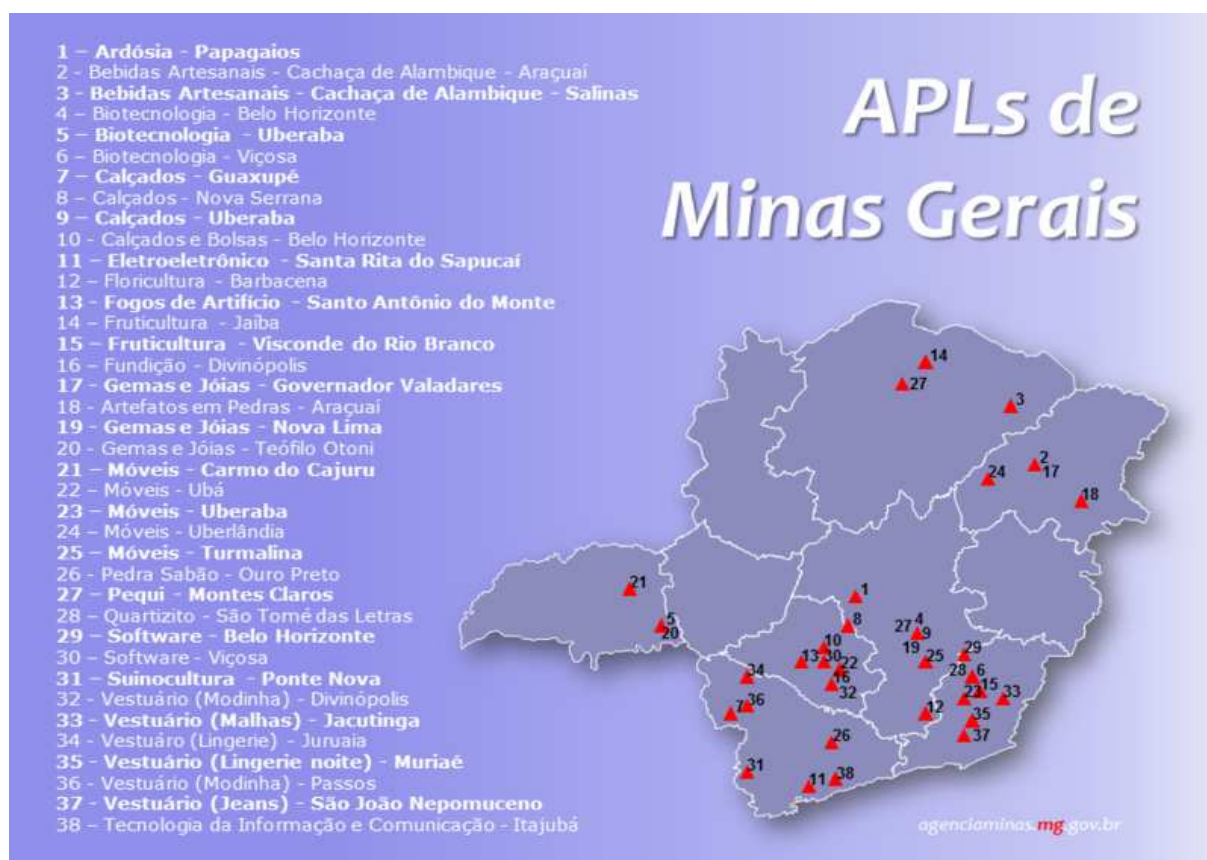 1 – Ardósia - Papagaios
2 - Bebidas Artesanais - Cachaça de Alambique - Araçuaí
3 - Bebidas Artesanais - Cachaça de Alambique - Salinas
4 – Biotecnologia - Belo Horizonte
5 – Biotecnologia - Uberaba
6 – Biotecnologia - Viçosa
7 – Calçados - Guaxupé
8 – Calçados - Nova Serrana
9 – Calçados - Uberaba
10 - Calçados e Bolsas - Belo Horizonte
11 – Eletroeletrônico - Santa Rita do Sapucaí
12 – Floricultura - Barbacena
13 - Fogos de Artifício - Santo Antônio do Monte
14 – Fruticultura - Jaíba
15 – Fruticultura - Visconde do Rio Branco
16 – Fundição - Divinópolis
17 - Gemas e Jóias - Governador Valadares
18 - Artefatos em Pedras - Araçuaí
19 - Gemas e Jóias - Nova Lima
20 - Gemas e Jóias - Teófilo Otoni
21 – Móveis - Carmo do Cajuru
22 – Móveis - Ubá
23 – Móveis - Uberaba
24 – Móveis - Uberlândia
25 – Móveis - Turmalina
26 - Pedra Sabão - Ouro Preto
27 – Pequi - Montes Claros
28 – Quartizito - São Tomé das Letras
29 – Software - Belo Horizonte
30 – Software - Viçosa
31 – Suinocultura - Ponte Nova
32 – Vestuário (Modinha) - Divinópolis
33 – Vestuário (Malhas) - Jacutinga
34 - Vestuáro (Lingerie) - Juruaia
35 – Vestuário (Lingerie noite) - Muriaé
36 – Vestuário (Modinha) - Passos
37 - Vestuário (Jeans) - São João Nepomuceno
38 – Tecnologia da Informação e Comunicação - Itajubá
APLs de
Minas Gerais
14
27
3
2
24
17
18
21
1
5
20
8
4
27
9
10
19
25
29
13
30
22
28
6
34
16
15
32
23
33
36
7
12
35
37
26
31
11
38
agenciaminas.mg.gov.br